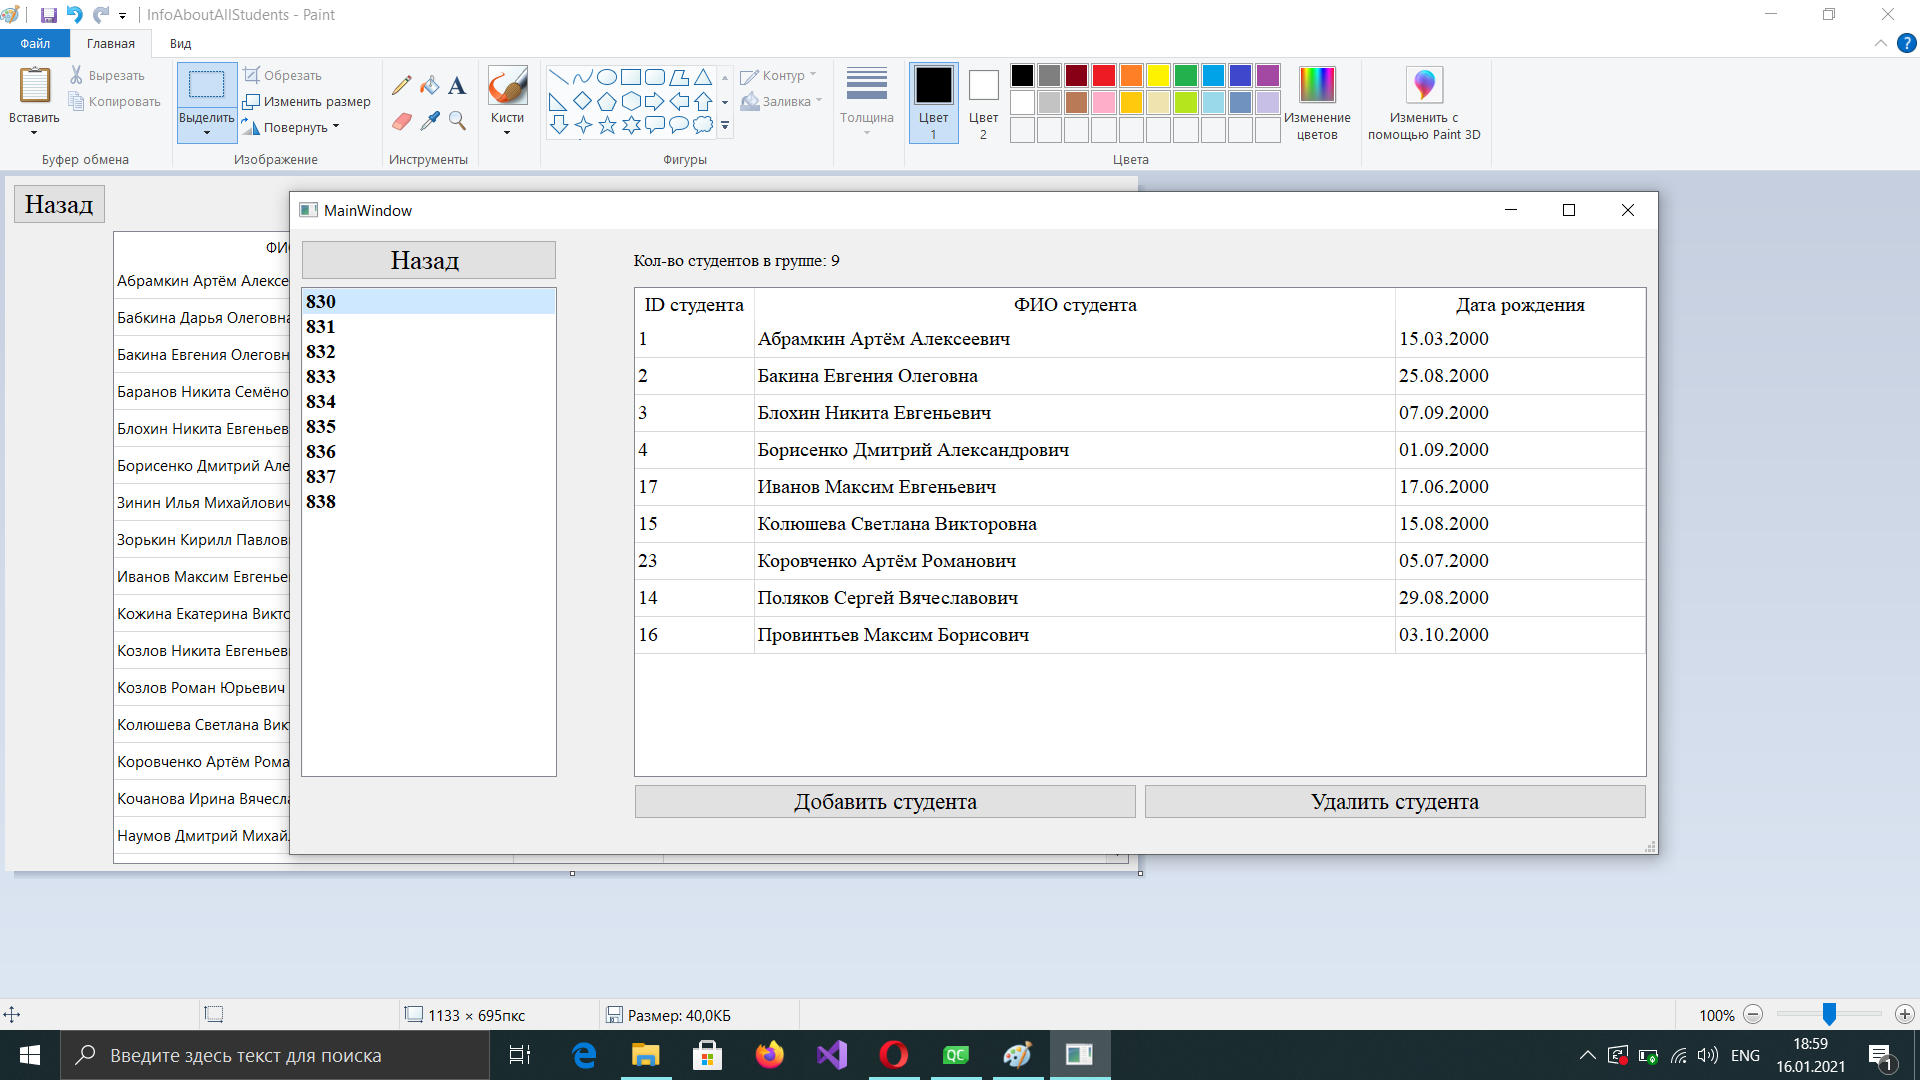 InfoAboutAllStudents - Paint
Файл Главная Вид
Вставить
Вырезать
Копировать
Буфер обмена
Выделить
Обрезать
Изменить размер
Повернуть
Изображение
Инструменты
Кисти
Фигуры
Контур
Заливка
Толщина
Цвет 1
Цвет 2
Цвета
Изменение цветов
Изменить с помощью Paint 3D
Назад
ФИО
Абрамкин Артём Алексе
Бабкина Дарья Олеговна
Бакина Евгения Олеговн
Баранов Никита Семёно
Блохин Никита Евгеньев
Борисенко Дмитрий Але
Зинин Илья Михайлович
Зорькин Кирилл Павлов
Иванов Максим Евгенье
Кожина Екатерина Викто
Козлов Никита Евгеньев
Козлов Роман Юрьевич
Колюшева Светлана Вик
Коровченко Артём Рома
Кочанова Ирина Вячесла
Наумов Дмитрий Михай
MainWindow
Назад
830
831
832
833
834
835
836
837
838
Кол-во студентов в группе: 9
ID студента ФИО студента Дата рождения
1 Абрамкин Артём Алексеевич 15.03.2000
2 Бакина Евгения Олеговна 25.08.2000
3 Блохин Никита Евгеньевич 07.09.2000
4 Борисенко Дмитрий Александрович 01.09.2000
17 Иванов Максим Евгеньевич 17.06.2000
15 Колюшева Светлана Викторовна 15.08.2000
23 Коровченко Артём Романович 05.07.2000
14 Поляков Сергей Вячеславович 29.08.2000
16 Провинтьев Максим Борисович 03.10.2000
Добавить студента Удалить студента
1133 × 695пкс Размер: 40,0КБ 100%
Введите здесь текст для поиска
QC
ENG
18:59
16.01.2021
1